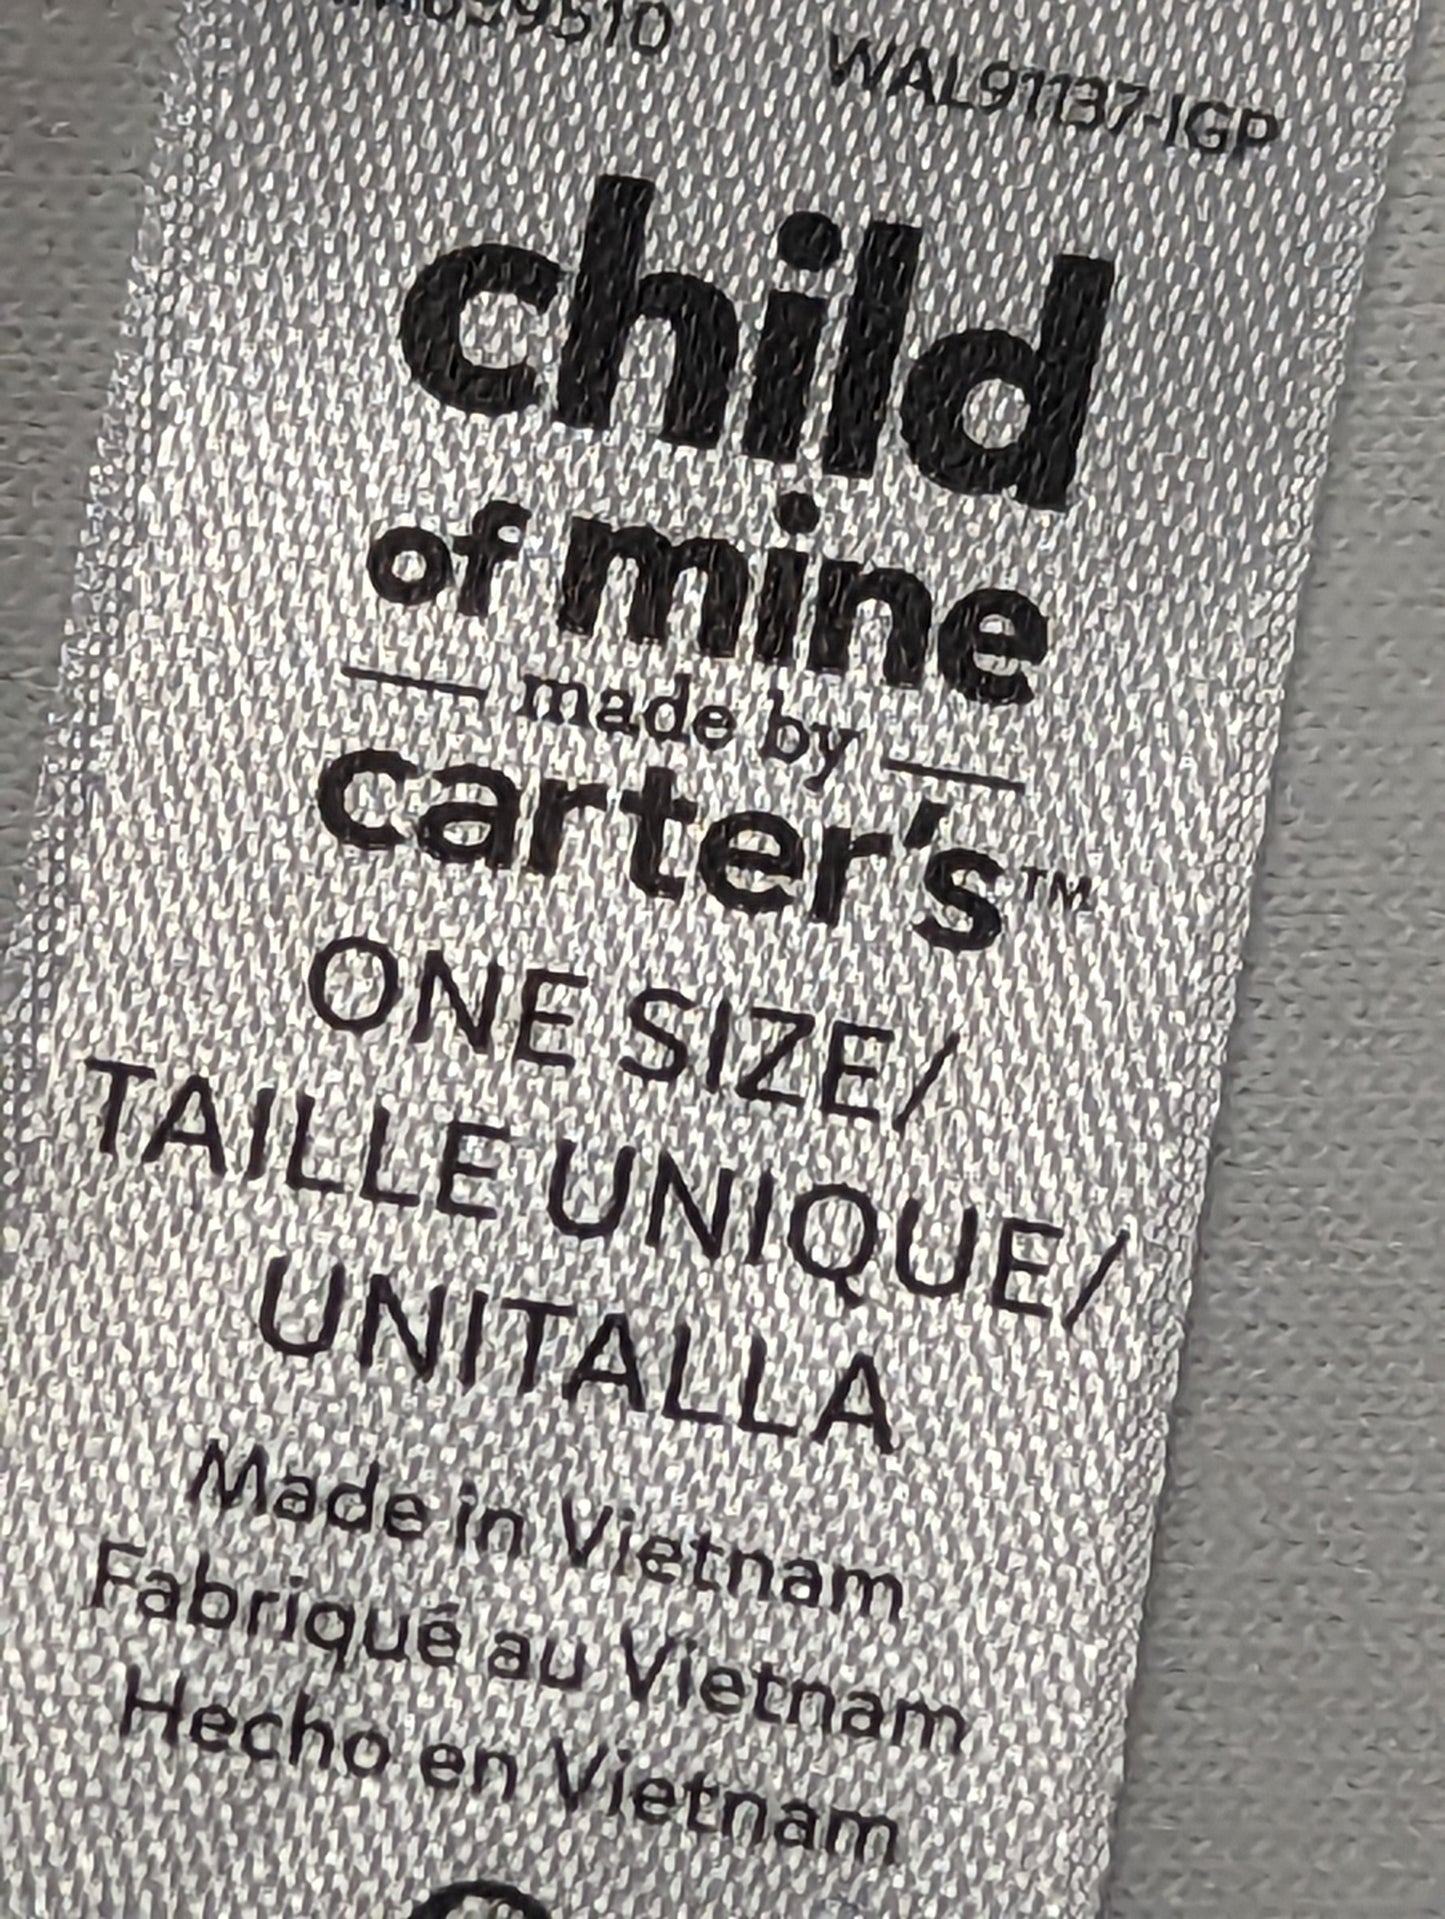 WAL91137-IGP
child
of mine
made by
carter's™
ONE SIZE/
TAILLE UNIQUE/
UNITALLA
Made in Vietnam
Fabriqué au Vietnam
Hecho en Vietnam